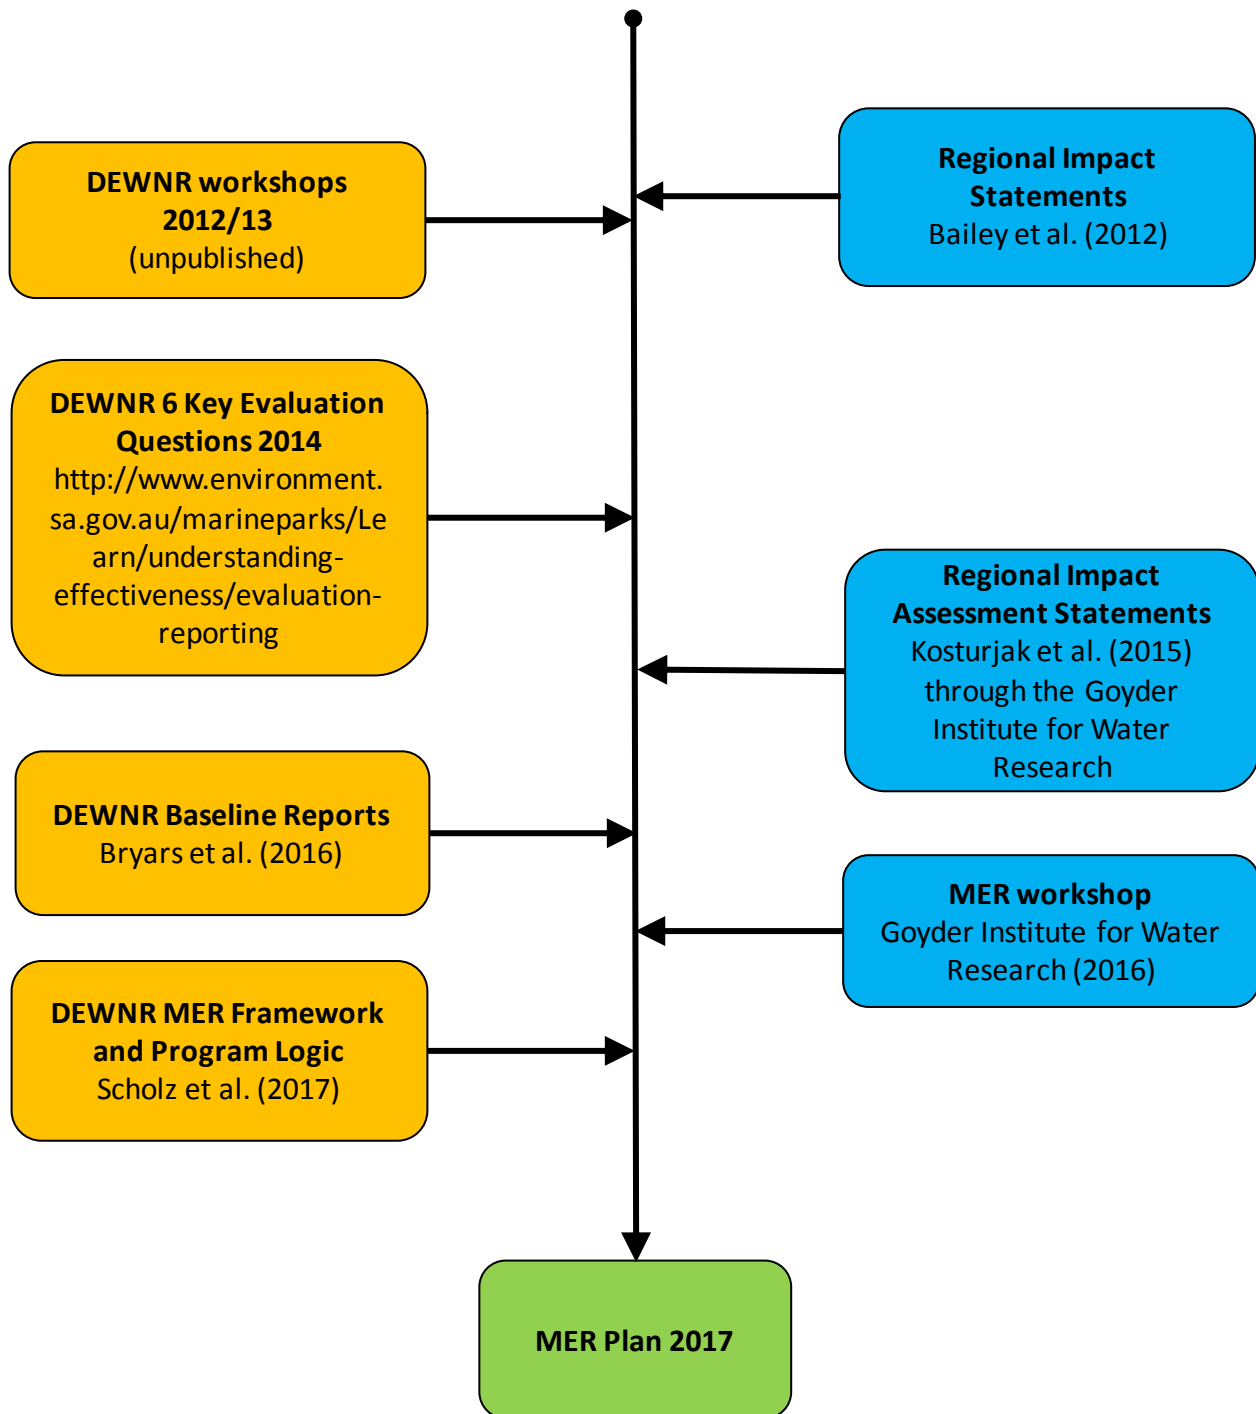 DEWNR workshops
2012/13
(unpublished)
Regional Impact
Statements
Bailey et al. (2012)
DEWNR 6 Key Evaluation
Questions 2014
http://www.environment.
sa.gov.au/marineparks/Le
arn/understanding-
effectiveness/evaluation-
reporting
Regional Impact
Assessment Statements
Kosturjak et al. (2015)
through the Goyder
Institute for Water
Research
DEWNR Baseline Reports
Bryars et al. (2016)
MER workshop
Goyder Institute for Water
Research (2016)
DEWNR MER Framework
and Program Logic
Scholz et al. (2017)
MER Plan 2017